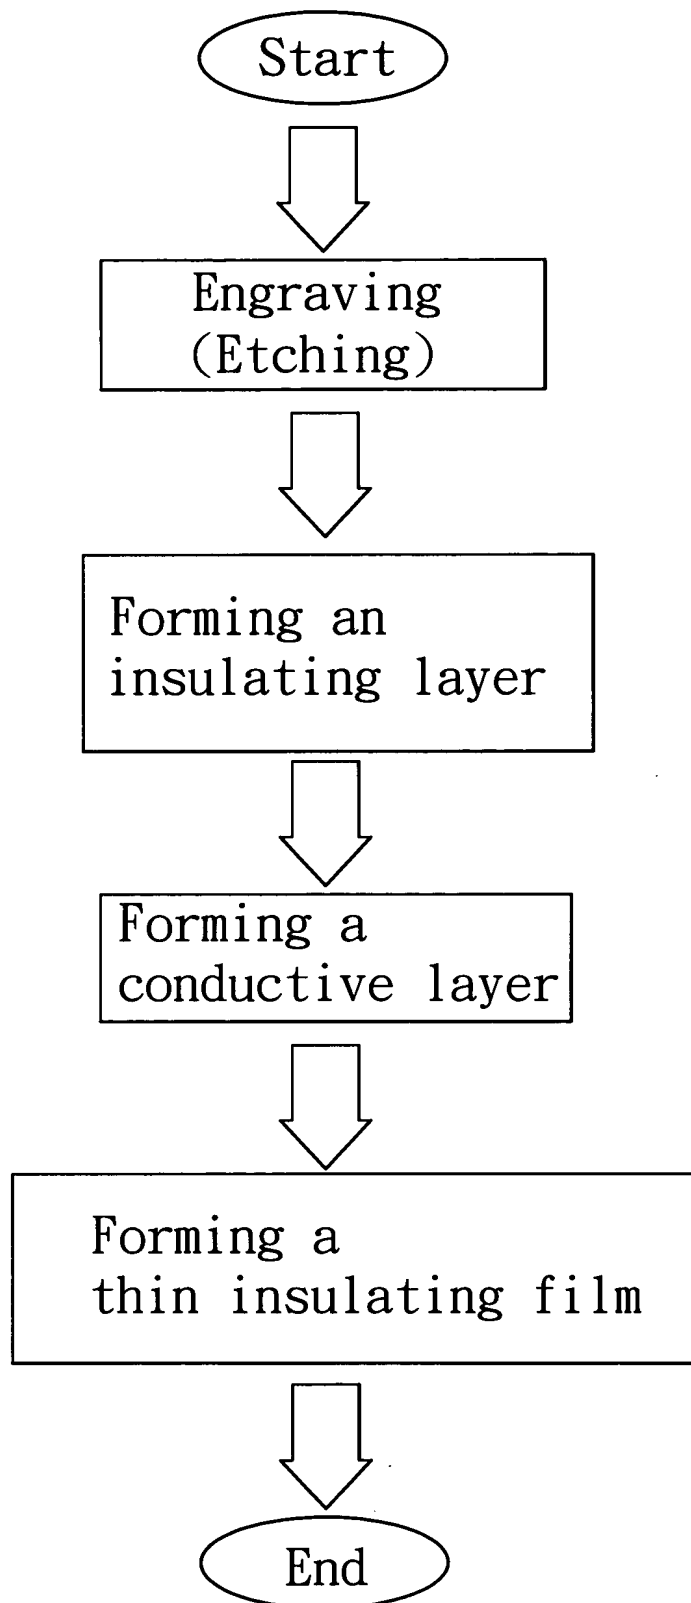 Start
Engraving
(Etching)
Forming an
insulating layer
Forming a
conductive layer
Forming a
thin insulating film
End